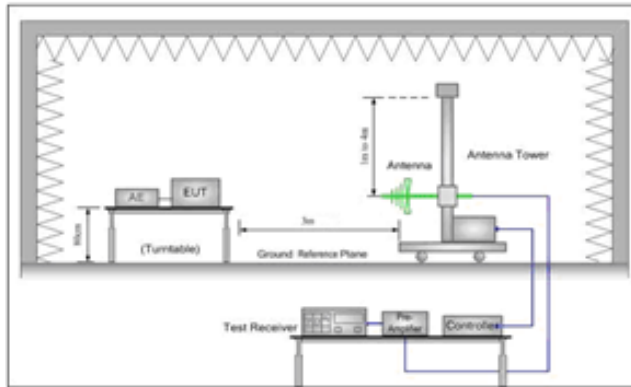 1m to 4m
Antenna Tower
Antenna
AE
EUT
80cm
3m
(Turntable)
Ground Reference Plane
Test Receiver
Pre-
Amplifier
Controller